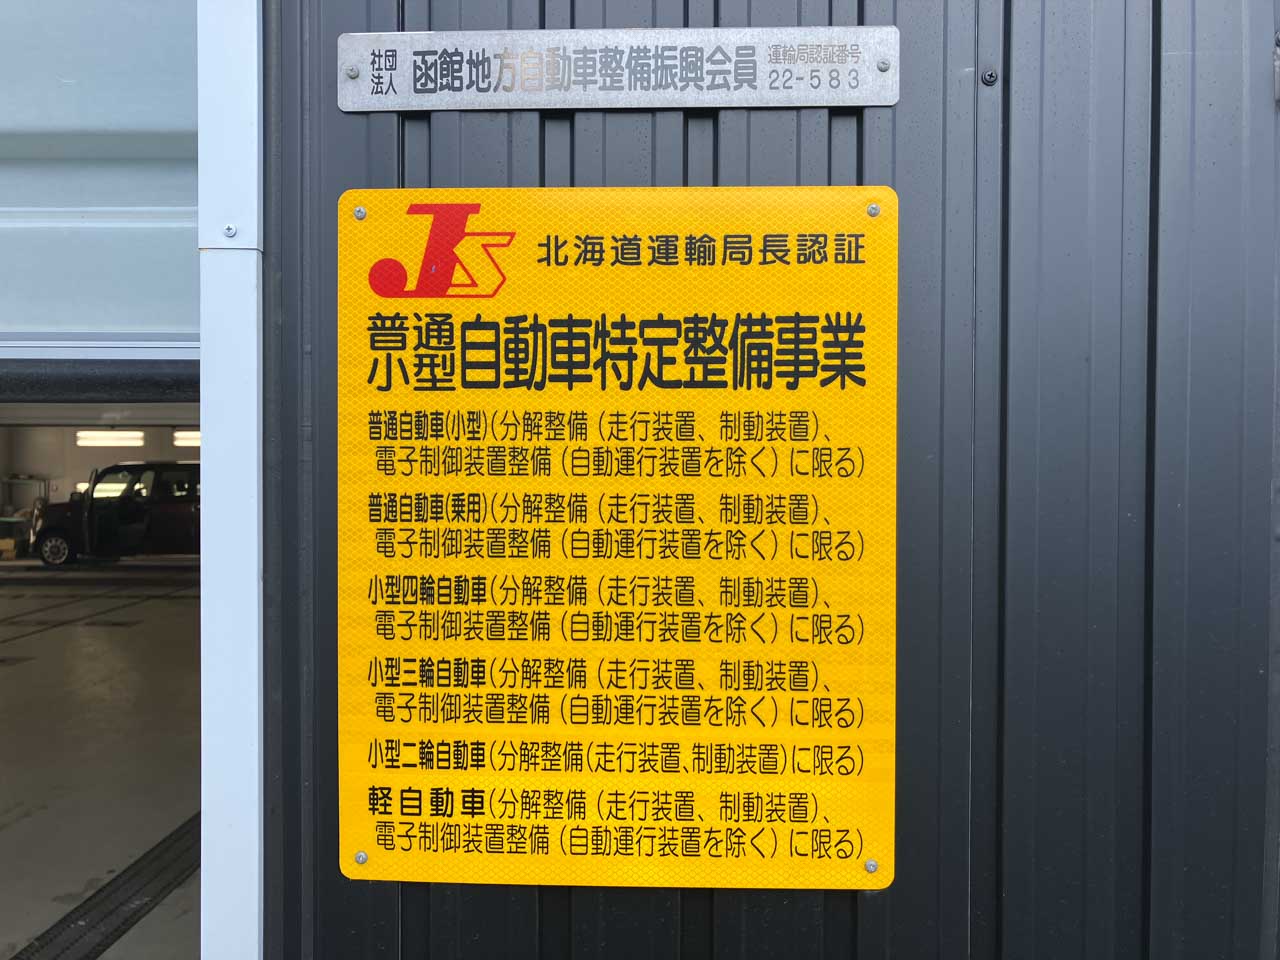 社団法人 函館地方自動車整備振興会会員 運輸局認証番号 22-583
JS 北海道運輸局長認証
普通小型自動車特定整備事業
普通自動車(小型)(分解整備(走行装置、制動装置)、
電子制御装置整備(自動運行装置を除く)に限る)
普通自動車(乗用)(分解整備(走行装置、制動装置)、
電子制御装置整備(自動運行装置を除く)に限る)
小型四輪自動車(分解整備(走行装置、制動装置)、
電子制御装置整備(自動運行装置を除く)に限る)
小型三輪自動車(分解整備(走行装置、制動装置)、
電子制御装置整備(自動運行装置を除く)に限る)
小型二輪自動車(分解整備(走行装置、制動装置)に限る)
軽自動車(分解整備(走行装置、制動装置)、
電子制御装置整備(自動運行装置を除く)に限る)